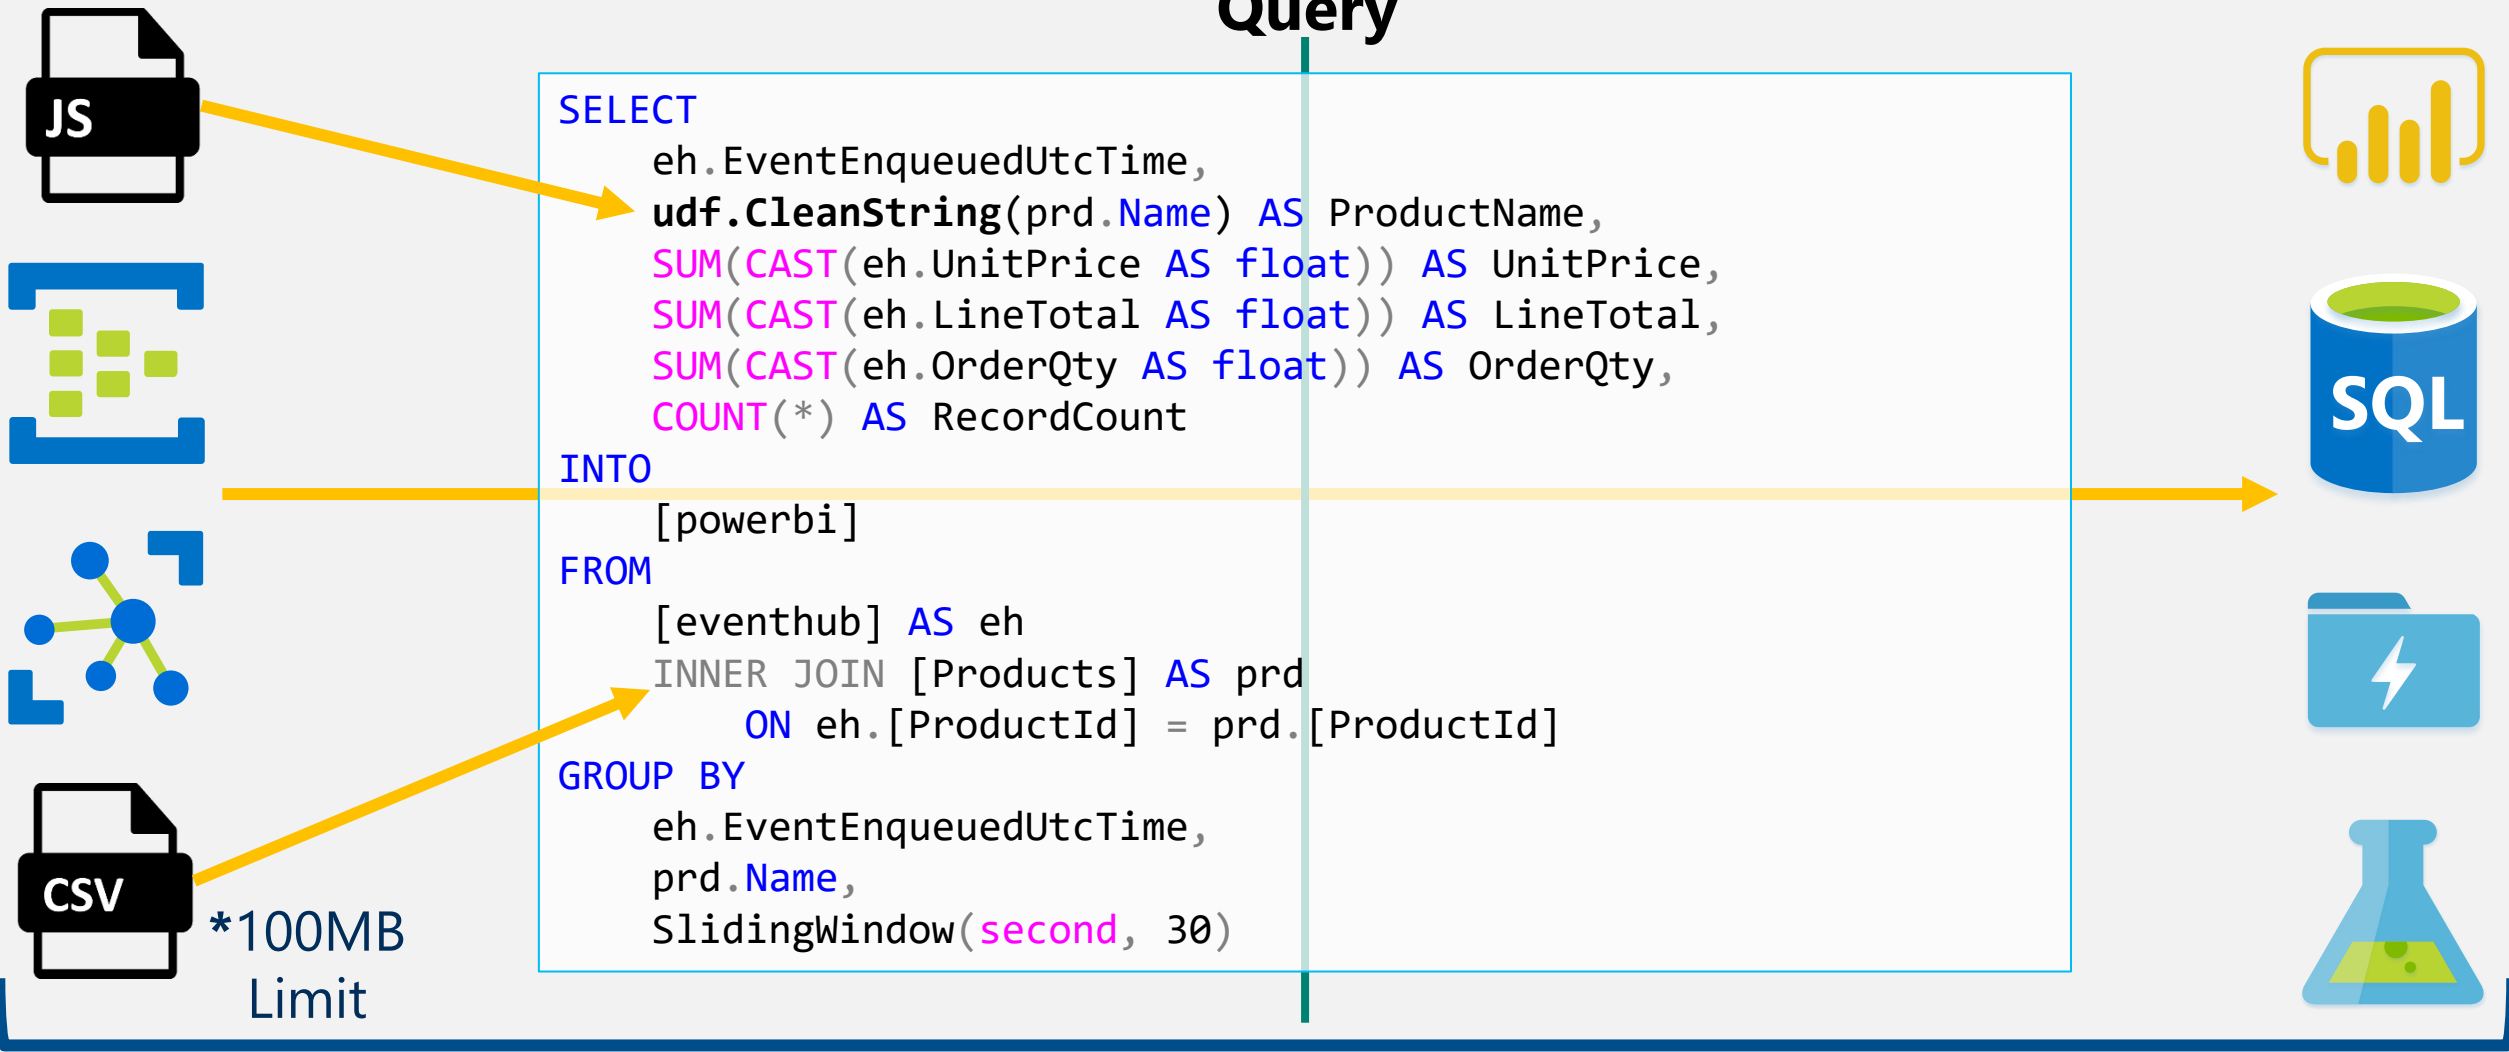 Query
JS
SELECT
eh.EventEnqueuedUtcTime,
udf.CleanString(prd.Name) AS ProductName,
SUM(CAST(eh.UnitPrice AS float)) AS UnitPrice,
SUM(CAST(eh.LineTotal AS float)) AS LineTotal,
SUM(CAST(eh.OrderQty AS float)) AS OrderQty,
COUNT(*) AS RecordCount
INTO
[powerbi]
FROM
[eventhub] AS eh
INNER JOIN [Products] AS prd
ON eh.[ProductId] = prd.[ProductId]
GROUP BY
eh.EventEnqueuedUtcTime,
prd.Name,
SlidingWindow(second, 30)
SQL
CSV
*100MB
Limit